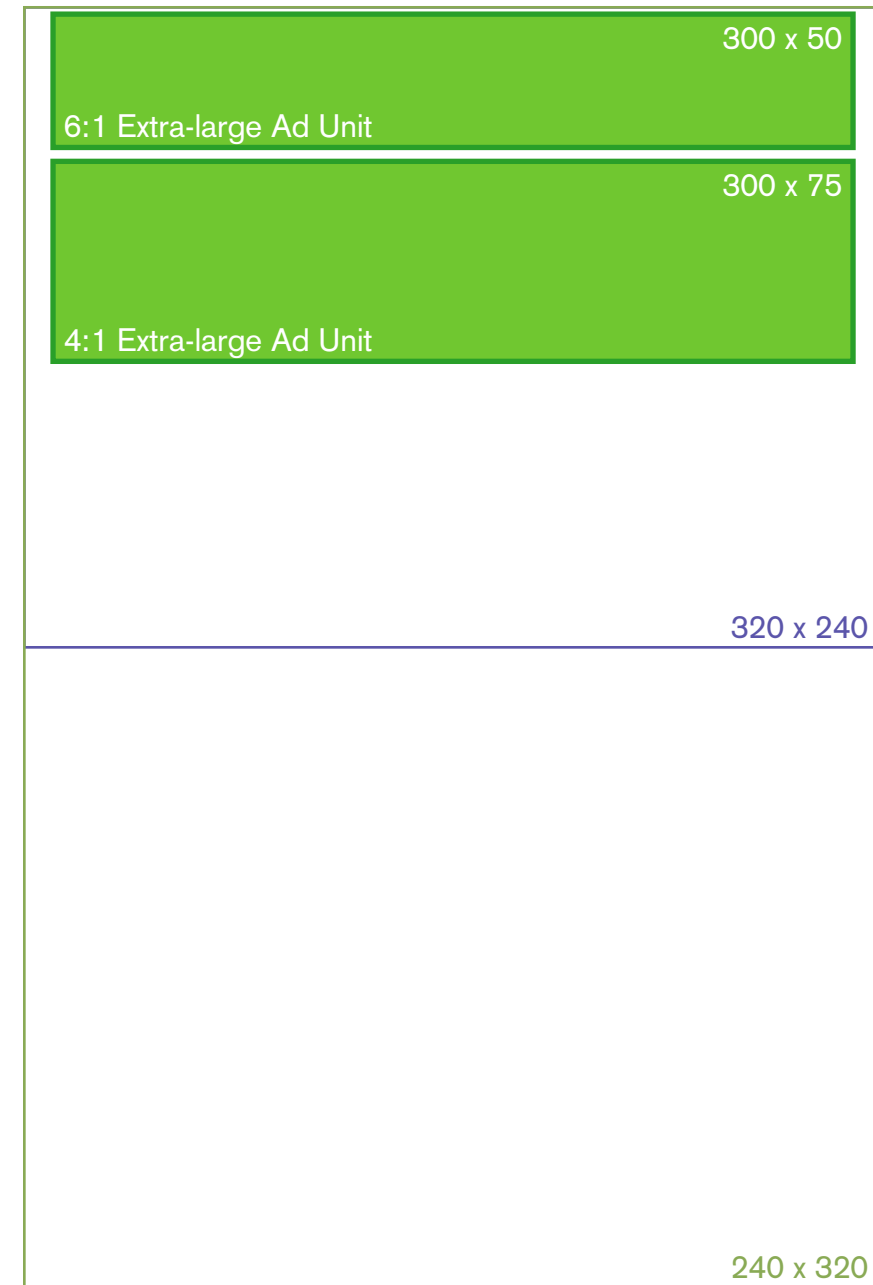 300 x 50
6:1 Extra-large Ad Unit
300 x 75
4:1 Extra-large Ad Unit
320 x 240
240 x 320